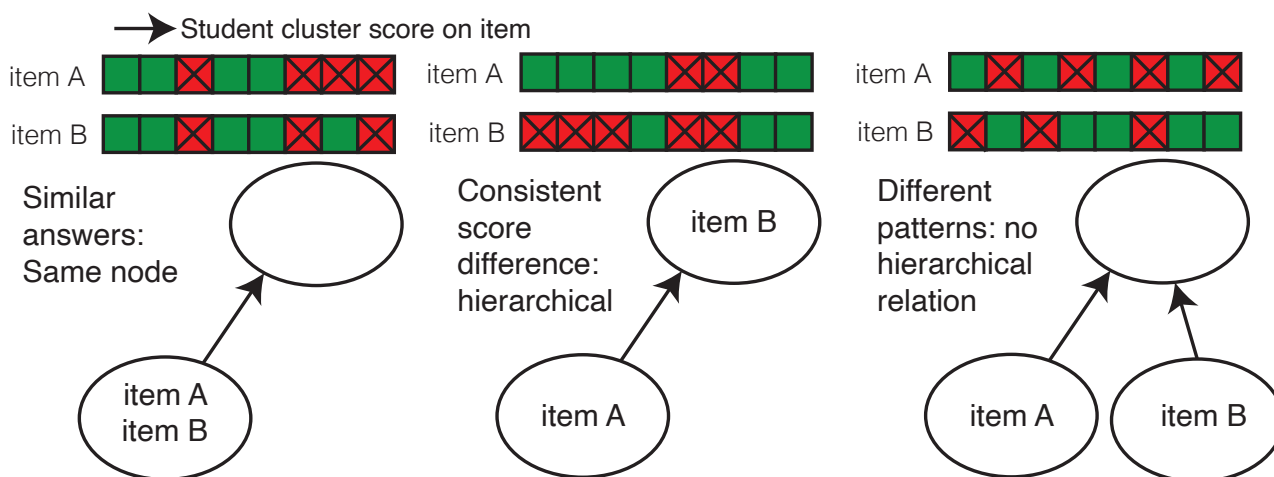 Student cluster score on item
item A
item B
Similar
answers:
Same node
item A
item B
item A
item B
Consistent
score
difference:
hierarchical
item B
item A
item A
item B
Different
patterns: no
hierarchical
relation
item A
item B